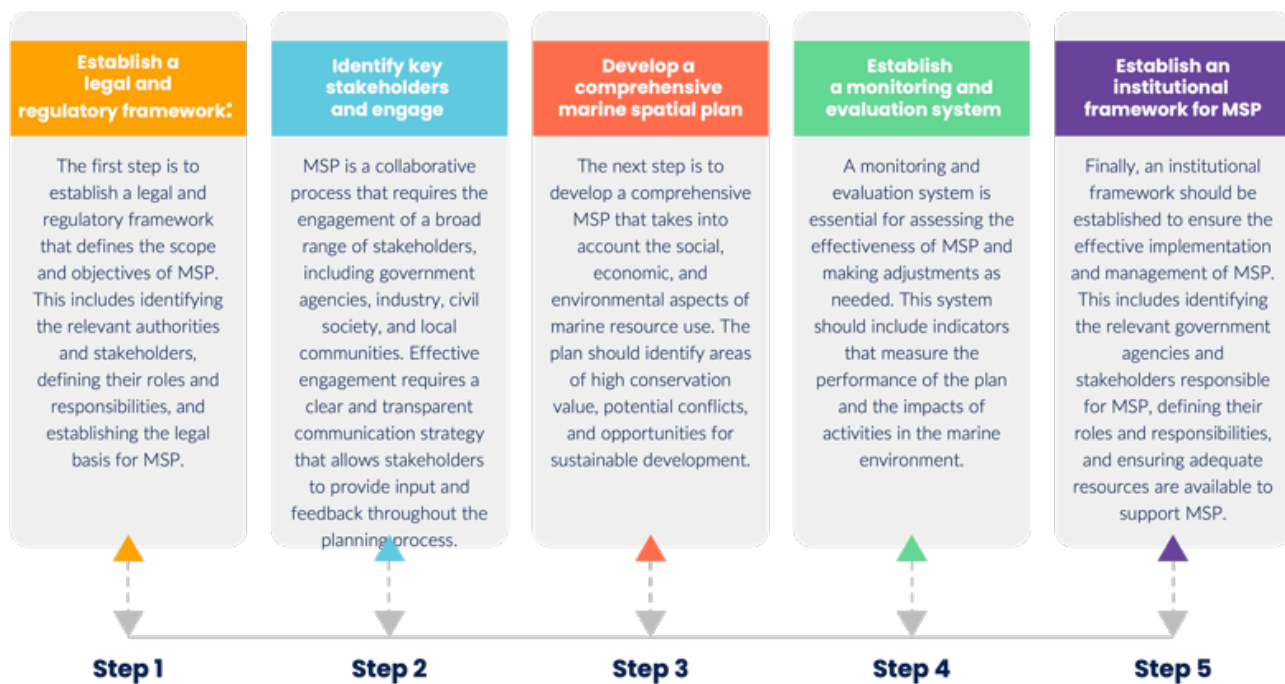 Establish a
legal and
regulatory framework:
The first step is to
establish a legal and
regulatory framework
that defines the scope
and objectives of MSP.
This includes identifying
the relevant authorities
and stakeholders,
defining their roles and
responsibilities, and
establishing the legal
basis for MSP.
Step 1
Identify key
stakeholders
and engage
MSP is a collaborative
process that requires the
engagement of a broad
range of stakeholders,
including government
agencies, industry, civil
society, and local
communities. Effective
engagement requires a
clear and transparent
communication strategy
that allows stakeholders
to provide input and
feedback throughout the
planning process.
Step 2
Develop a
comprehensive
marine spatial plan
The next step is to
develop a comprehensive
MSP that takes into
account the social,
economic, and
environmental aspects of
marine resource use. The
plan should identify areas
of high conservation
value, potential conflicts,
and opportunities for
sustainable development.
Step 3
Establish
a monitoring and
evaluation system
A monitoring and
evaluation system is
essential for assessing the
effectiveness of MSP and
making adjustments as
needed. This system
should include indicators
that measure the
performance of the plan
and the impacts of
activities in the marine
environment.
Step 4
Establish an
institutional
framework for MSP
Finally, an institutional
framework should be
established to ensure the
effective implementation
and management of MSP.
This includes identifying
the relevant government
agencies and
stakeholders responsible
for MSP, defining their
roles and responsibilities,
and ensuring adequate
resources are available to
support MSP.
Step 5